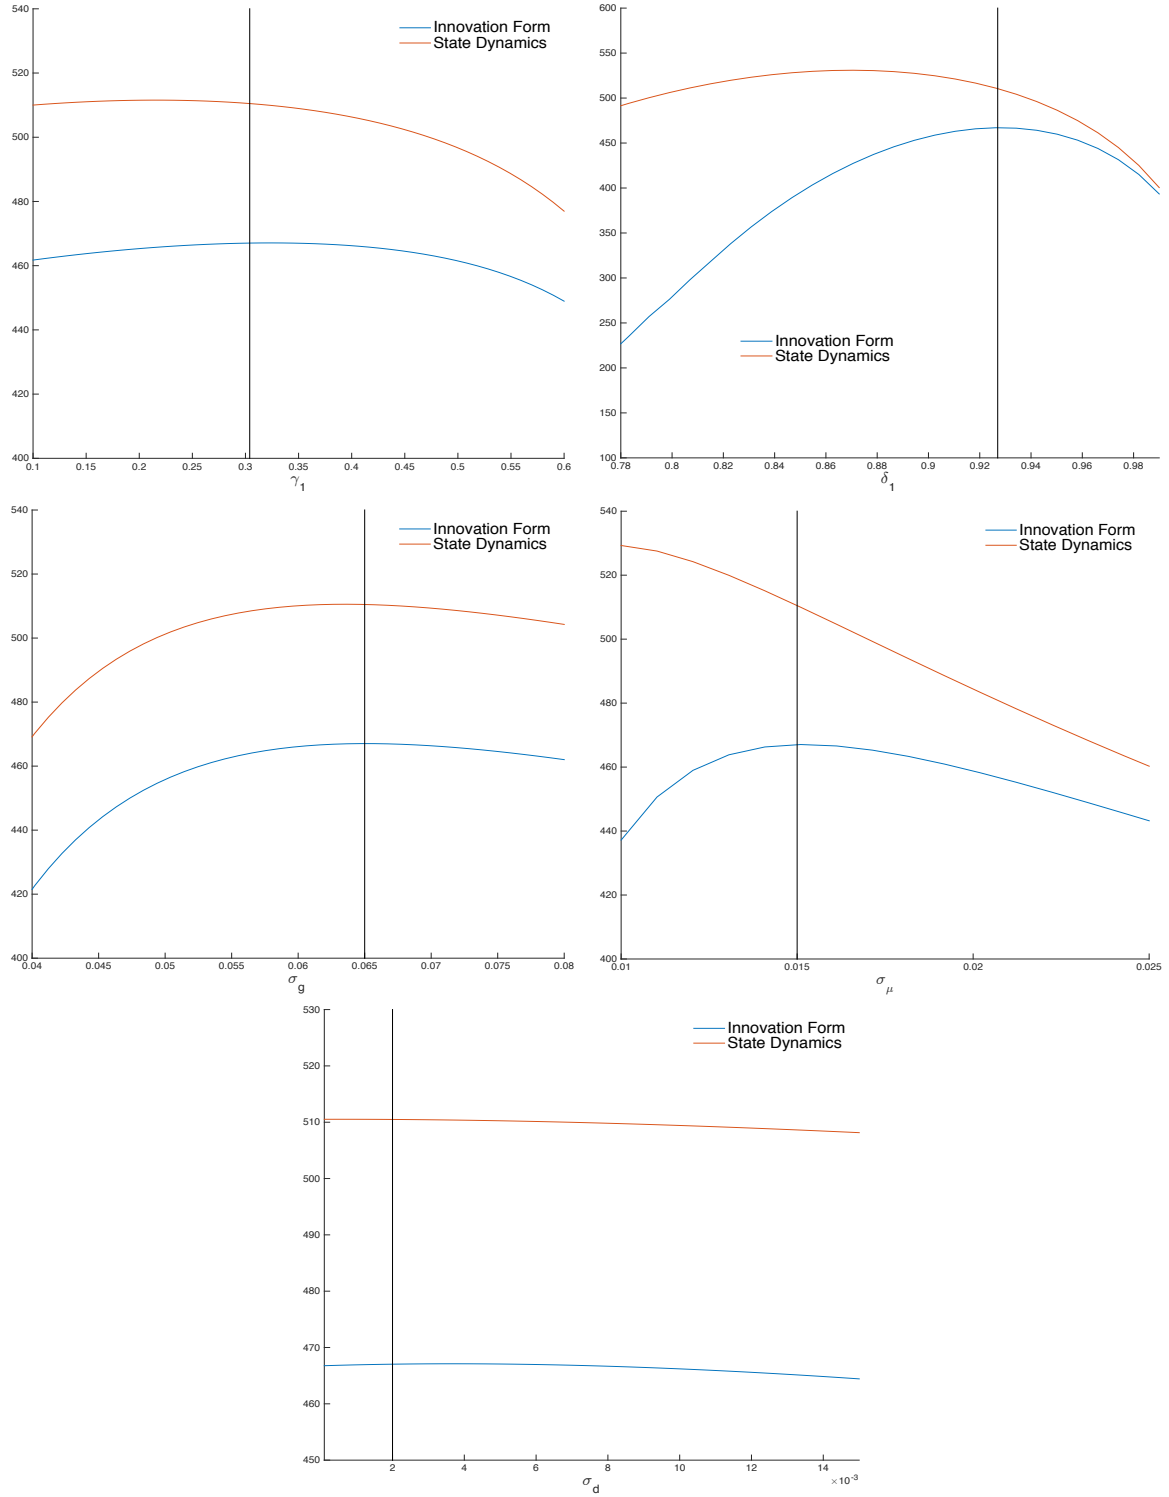 540
520
500
480
460
440
420
400
0.1 0.15 0.2 0.25 0.3 0.35 0.4 0.45 0.5 0.55 0.6
γ1
Innovation Form
State Dynamics
600
550
500
450
400
350
300
250
200
150
100
0.78 0.8 0.82 0.84 0.86 0.88 0.9 0.92 0.94 0.96 0.98
δ1
Innovation Form
State Dynamics
540
520
500
480
460
440
420
400
0.04 0.045 0.05 0.055 0.06 0.065 0.07 0.075 0.08
σg
Innovation Form
State Dynamics
540
520
500
480
460
440
420
400
0.01 0.015 0.02 0.025
σμ
Innovation Form
State Dynamics
530
520
510
500
490
480
470
460
450
2 4 6 8 10 12 14
×10⁻³
σd
Innovation Form
State Dynamics